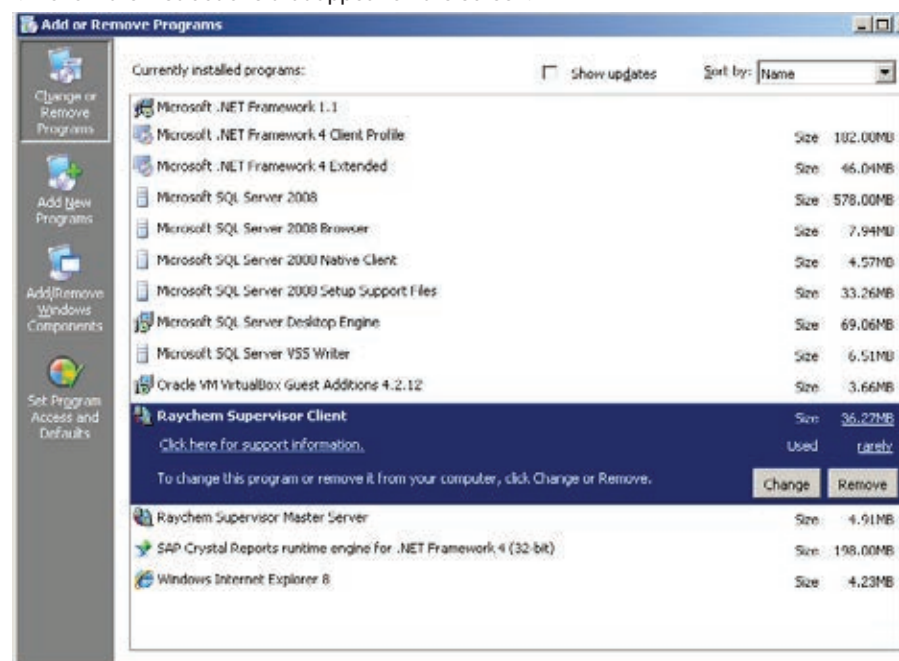 Add or Remove Programs
Change or Remove Programs
Currently installed programs:
Show updates
Sort by: Name
Microsoft .NET Framework 1.1
Microsoft .NET Framework 4 Client Profile Size 182.00MB
Microsoft .NET Framework 4 Extended Size 46.04MB
Microsoft SQL Server 2008 Size 578.00MB
Microsoft SQL Server 2008 Browser Size 7.94MB
Microsoft SQL Server 2008 Native Client Size 4.57MB
Microsoft SQL Server 2008 Setup Support Files Size 33.26MB
Microsoft SQL Server Desktop Engine Size 69.06MB
Microsoft SQL Server VSS Writer Size 6.51MB
Oracle VM VirtualBox Guest Additions 4.2.12 Size 3.66MB
Raychem Supervisor Client Size 36.27MB
Click here for support information. Used rarely
To change this program or remove it from your computer, click Change or Remove. Change Remove
Raychem Supervisor Master Server Size 4.91MB
SAP Crystal Reports runtime engine for .NET Framework 4 (32-bit) Size 198.00MB
Windows Internet Explorer 8 Size 4.23MB
Add New Programs
Add/Remove Windows Components
Set Program Access and Defaults